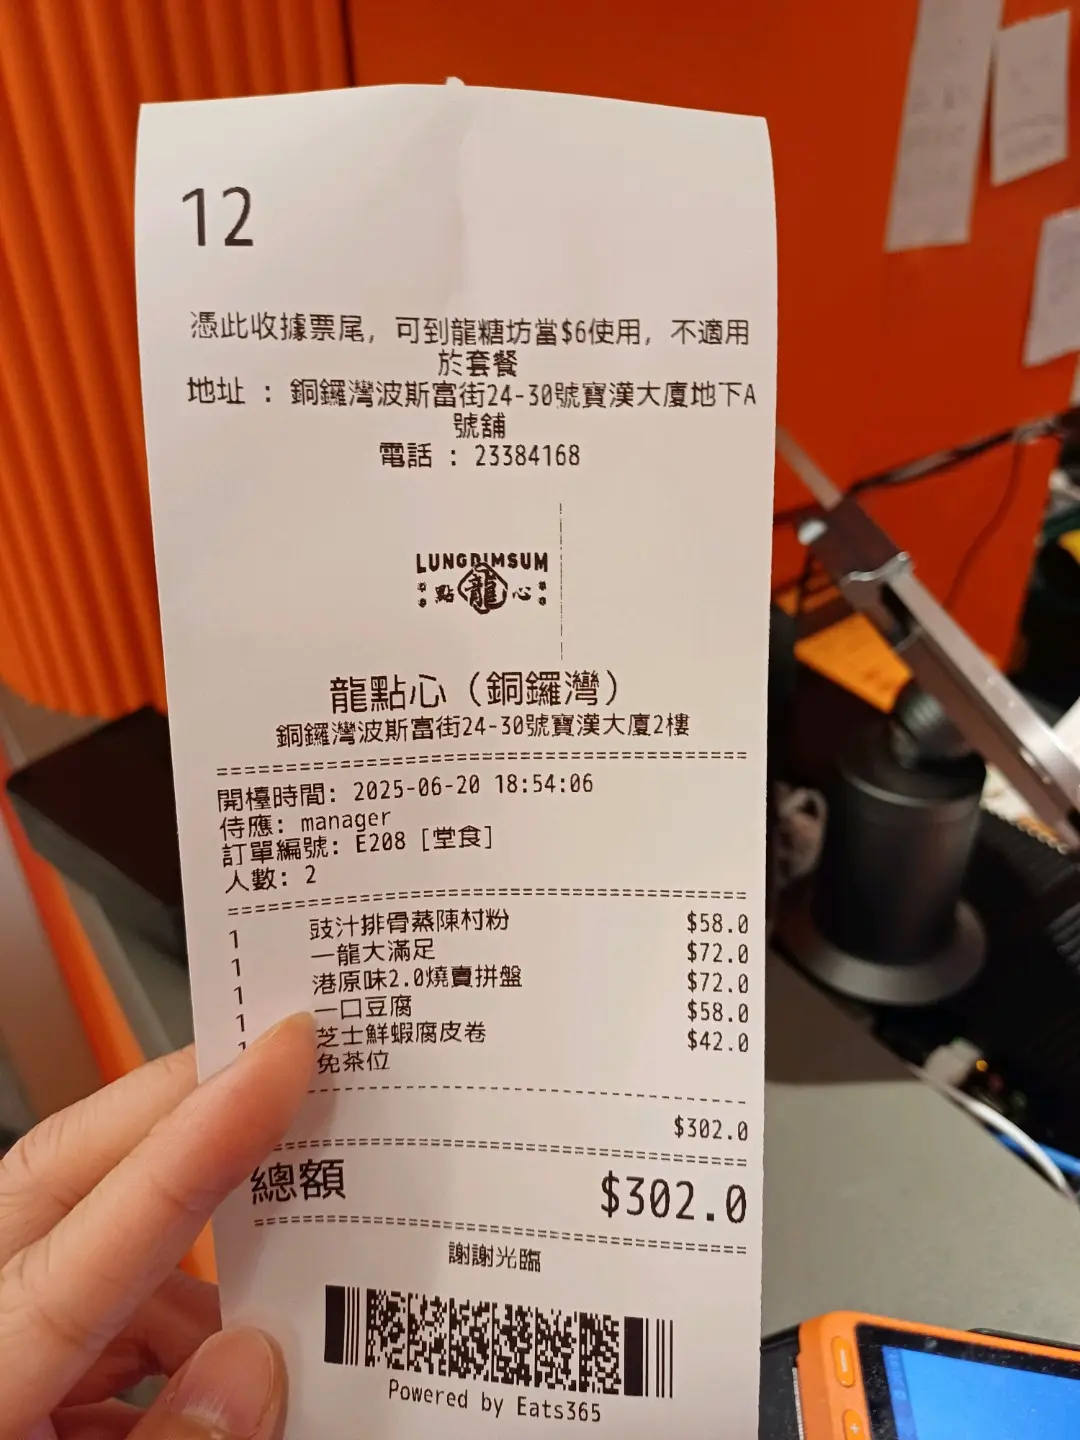 12
憑此收據票尾, 可到龍糖坊當$6使用, 不適用
於套餐
地址 : 銅鑼灣波斯富街24-30號寶漢大廈地下A
號舖
電話 : 23384168
LUNGDIMSUM
點 龍 心
龍點心（銅鑼灣）
銅鑼灣波斯富街24-30號寶漢大廈2樓
開檯時間: 2025-06-20 18:54:06
侍應: manager
訂單編號: E208 [堂食]
人數: 2
1 豉汁排骨蒸陳村粉 $58.0
1 一龍大滿足 $72.0
1 港原味2.0燒賣拼盤 $72.0
1 一口豆腐 $58.0
1 芝士鮮蝦腐皮卷 $42.0
免茶位
$302.0
總額 $302.0
謝謝光臨
Powered by Eats365